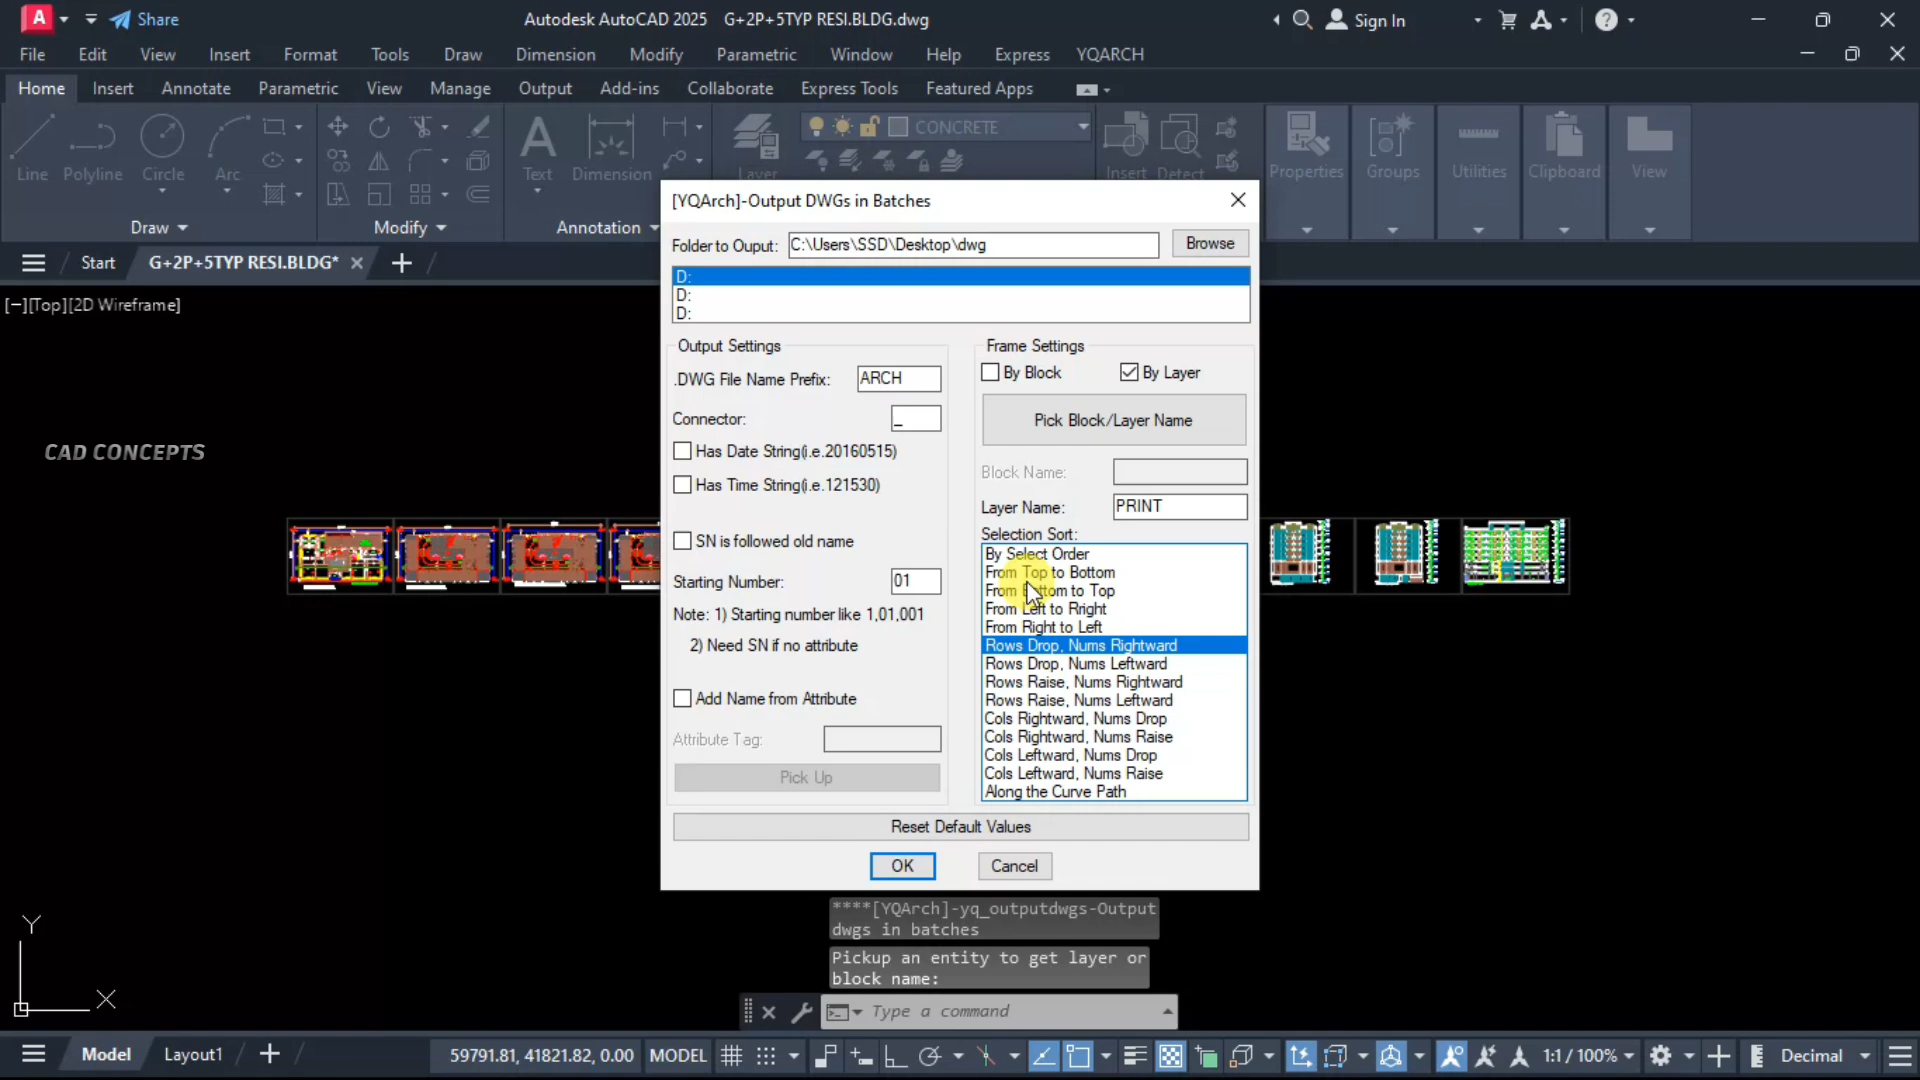 A
Share
Autodesk AutoCAD 2025 G+2P+5TYP RESI.BLDG.dwg
Sign In
File Edit View Insert Format Tools Draw Dimension Modify Parametric Window Help Express YQARCH
Home Insert Annotate Parametric View Manage Output Add-ins Collaborate Express Tools Featured Apps
CONCRETE
Line Polyline Circle Arc Text Dimension Layer Insert Detect Properties Groups Utilities Clipboard View
Draw Modify Annotation
Start G+2P+5TYP RESI.BLDG*
[−][Top][2D Wireframe]
CAD CONCEPTS
[YQArch]-Output DWGs in Batches
Folder to Ouput: C:\Users\SSD\Desktop\dwg Browse
D:
D:
D:
Output Settings
.DWG File Name Prefix: ARCH
Connector: _
Has Date String(i.e.20160515)
Has Time String(i.e.121530)
SN is followed old name
Starting Number: 01
Note: 1) Starting number like 1,01,001
2) Need SN if no attribute
Add Name from Attribute
Attribute Tag:
Pick Up
Frame Settings
By Block By Layer
Pick Block/Layer Name
Block Name:
Layer Name: PRINT
Selection Sort:
By Select Order
From Top to Bottom
From Bottom to Top
From Left to Rright
From Right to Left
Rows Drop, Nums Rightward
Rows Drop, Nums Leftward
Rows Raise, Nums Rightward
Rows Raise, Nums Leftward
Cols Rightward, Nums Drop
Cols Rightward, Nums Raise
Cols Leftward, Nums Drop
Cols Leftward, Nums Raise
Along the Curve Path
Reset Default Values
OK Cancel
****[YQArch]-yq_outputdwgs-Output
dwgs in batches
Pickup an entity to get layer or
block name:
Type a command
Y
X
Model Layout1
59791.81, 41821.82, 0.00 MODEL 1:1 / 100% Decimal